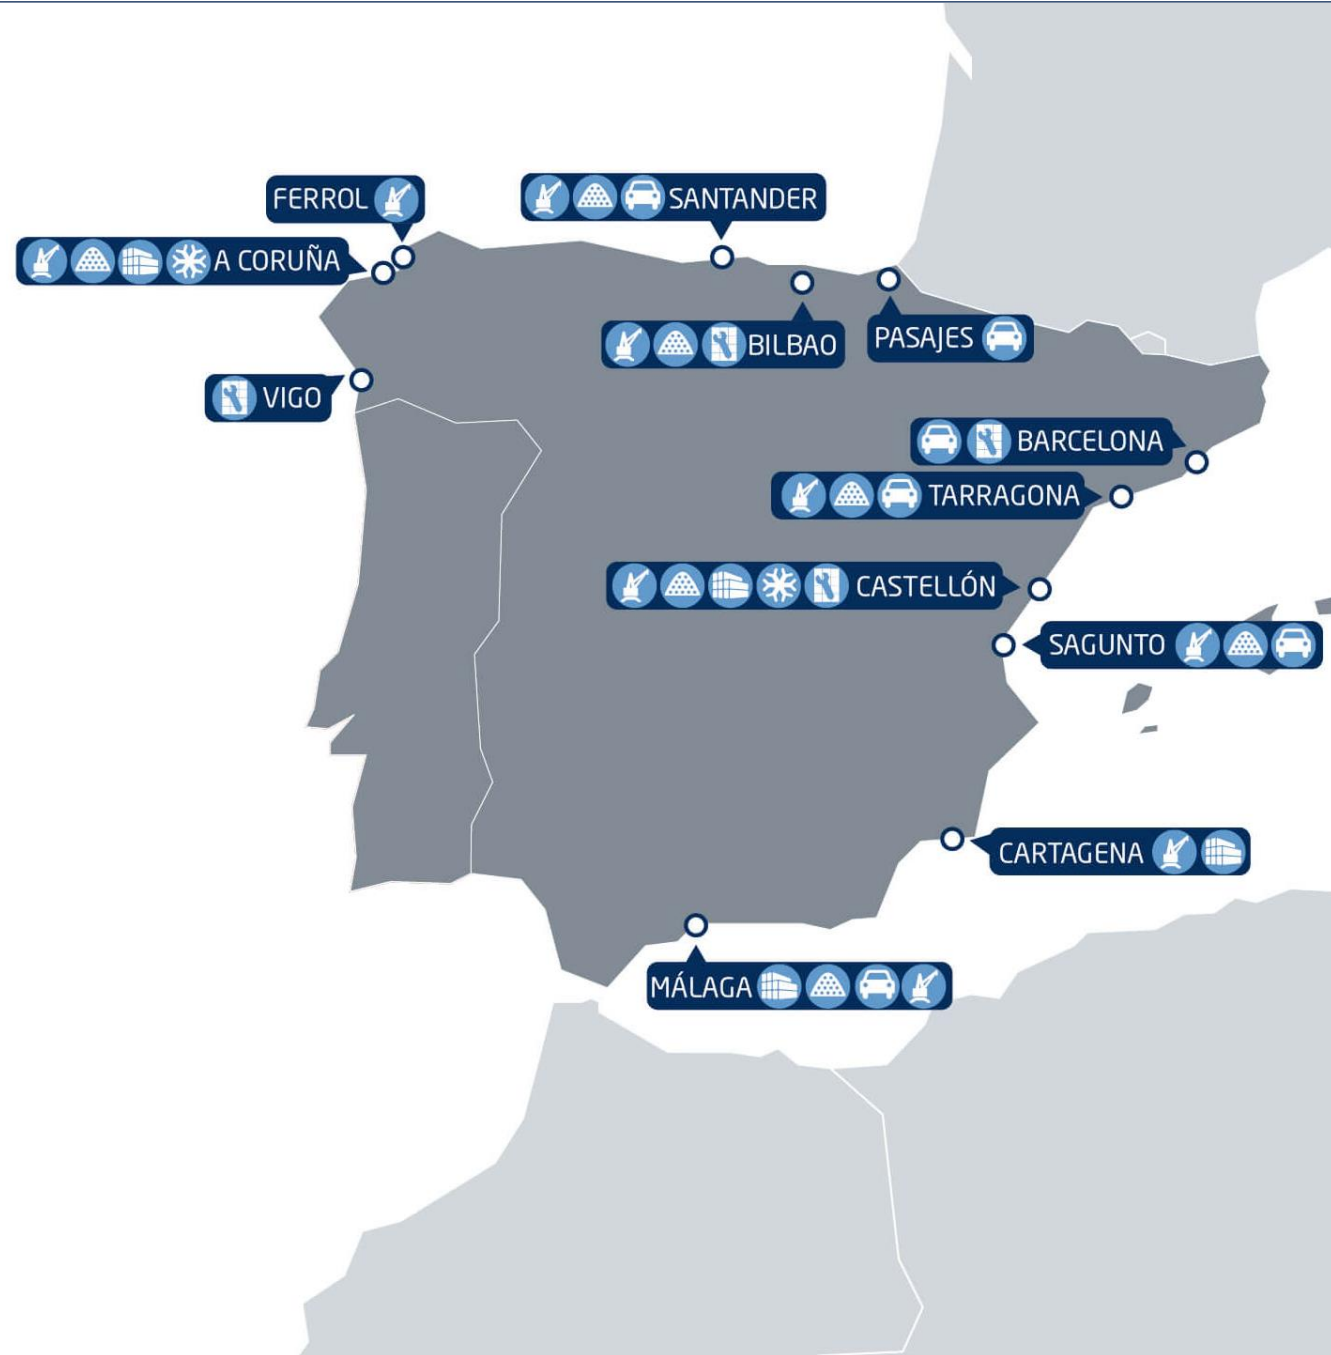 FERROL
SANTANDER
A CORUÑA
BILBAO
PASAJES
VIGO
BARCELONA
TARRAGONA
CASTELLÓN
SAGUNTO
CARTAGENA
MÁLAGA